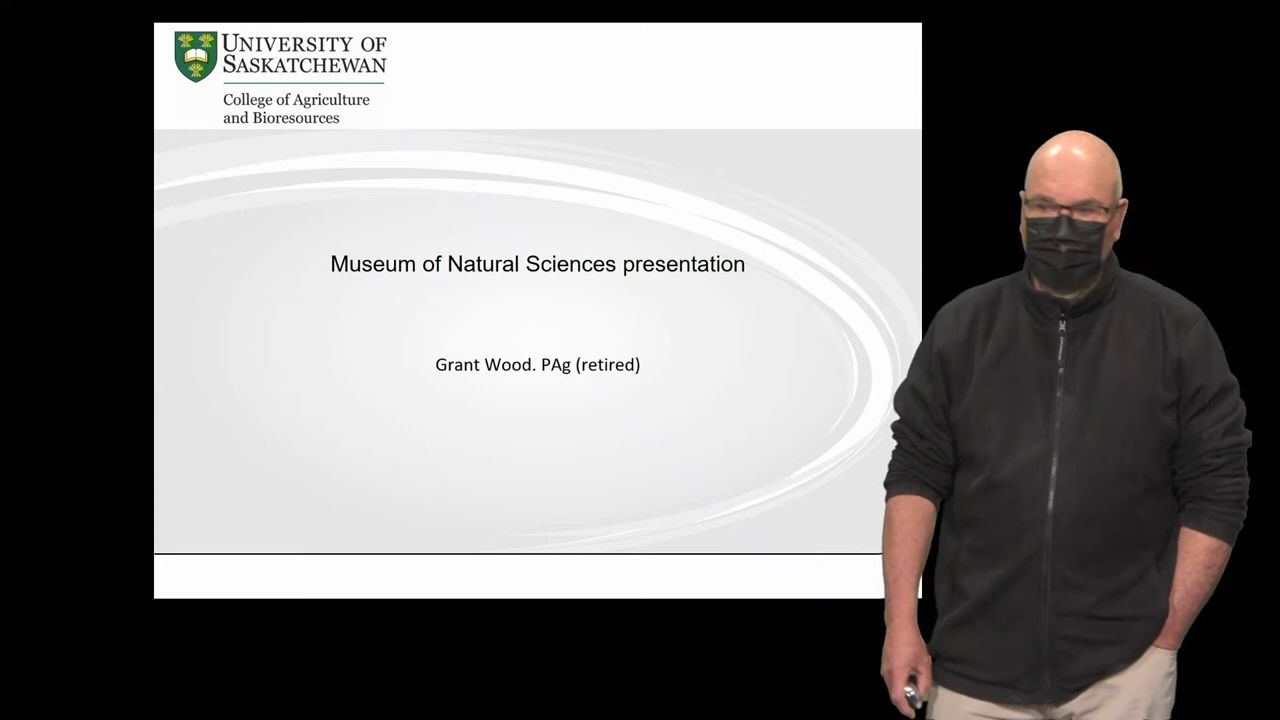 UNIVERSITY OF
SASKATCHEWAN
College of Agriculture
and Bioresources
Museum of Natural Sciences presentation
Grant Wood. PAg (retired)